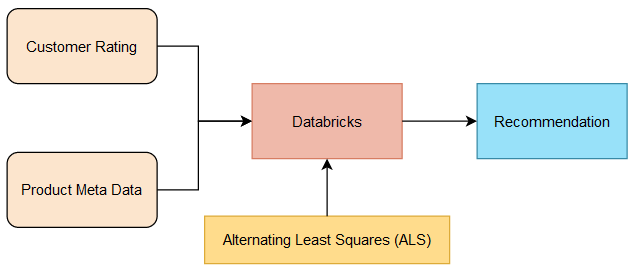 Customer Rating
Databricks
Recommendation
Product Meta Data
Alternating Least Squares (ALS)